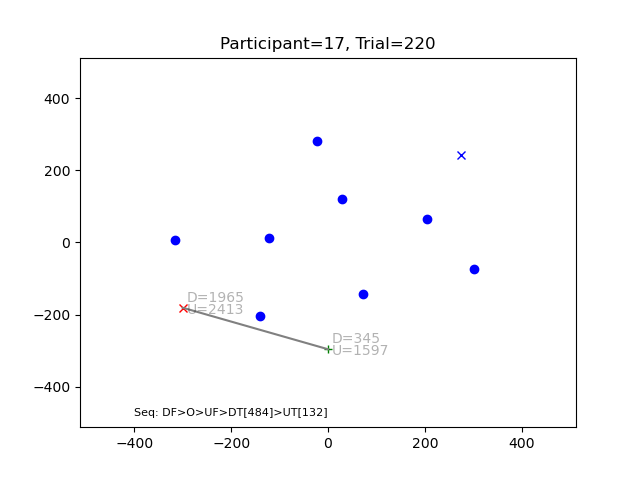 Participant=17, Trial=220
400
200
0
−200
−400
D=1965
U=2413
D=345
U=1597
Seq: DF>O>UF>DT[484]>UT[132]
−400
−200
0
200
400